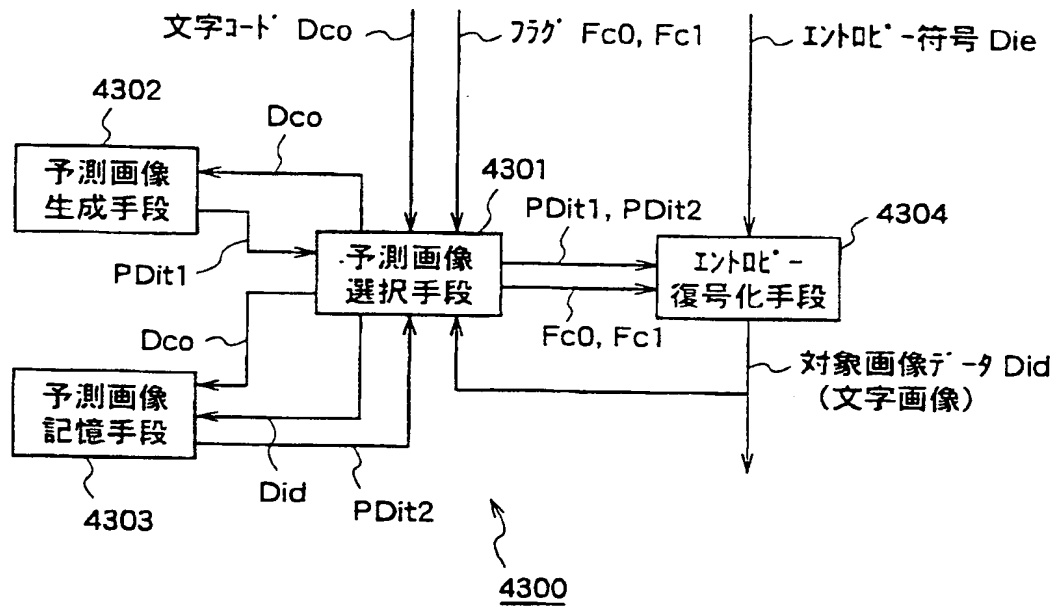 文字ｺｰﾄﾞ Dco
ﾌﾗｸﾞ Fc0, Fc1
ｴﾝﾄﾛﾋﾟｰ符号 Die
4302
Dco
予測画像
生成手段
4301
PDit1, PDit2
4304
PDit1
予測画像
選択手段
ｴﾝﾄﾛﾋﾟｰ
復号化手段
Fc0, Fc1
Dco
対象画像ﾃﾞｰﾀ Did
(文字画像)
予測画像
記憶手段
Did
PDit2
4303
4300